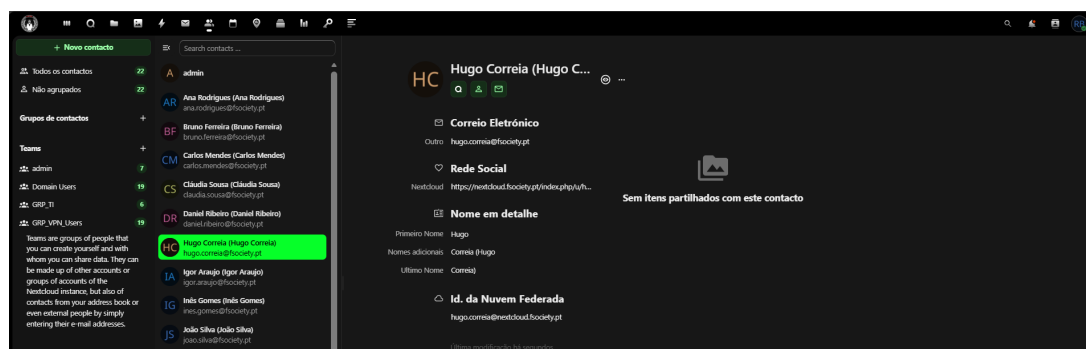 RB
+ Novo contacto
Todos os contactos 22
Não agrupados 22
Grupos de contactos +
Teams +
admin 7
Domain Users 19
GRP_TI 6
GRP_VPN_Users 19
Teams are groups of people that
you can create yourself and with
whom you can share data. They can
be made up of other accounts or
groups of accounts of the
Nextcloud instance, but also of
contacts from your address book or
even external people by simply
entering their e-mail addresses.
Search contacts ...
A admin
AR Ana Rodrigues (Ana Rodrigues)
ana.rodrigues@fsociety.pt
BF Bruno Ferreira (Bruno Ferreira)
bruno.ferreira@fsociety.pt
CM Carlos Mendes (Carlos Mendes)
carlos.mendes@fsociety.pt
CS Cláudia Sousa (Cláudia Sousa)
claudia.sousa@fsociety.pt
DR Daniel Ribeiro (Daniel Ribeiro)
daniel.ribeiro@fsociety.pt
HC Hugo Correia (Hugo Correia)
hugo.correia@fsociety.pt
IA Igor Araujo (Igor Araujo)
igor.araujo@fsociety.pt
IG Inês Gomes (Inês Gomes)
ines.gomes@fsociety.pt
JS João Silva (João Silva)
joao.silva@fsociety.pt
HC Hugo Correia (Hugo C...
Correio Eletrónico
Outro hugo.correia@fsociety.pt
Rede Social
Nextcloud https://nextcloud.fsociety.pt/index.php/u/h...
Nome em detalhe
Primeiro Nome Hugo
Nomes adicionais Correia (Hugo
Ultimo Nome Correia)
Id. da Nuvem Federada
hugo.correia@nextcloud.fsociety.pt
Última modificação há segundos
Sem itens partilhados com este contacto